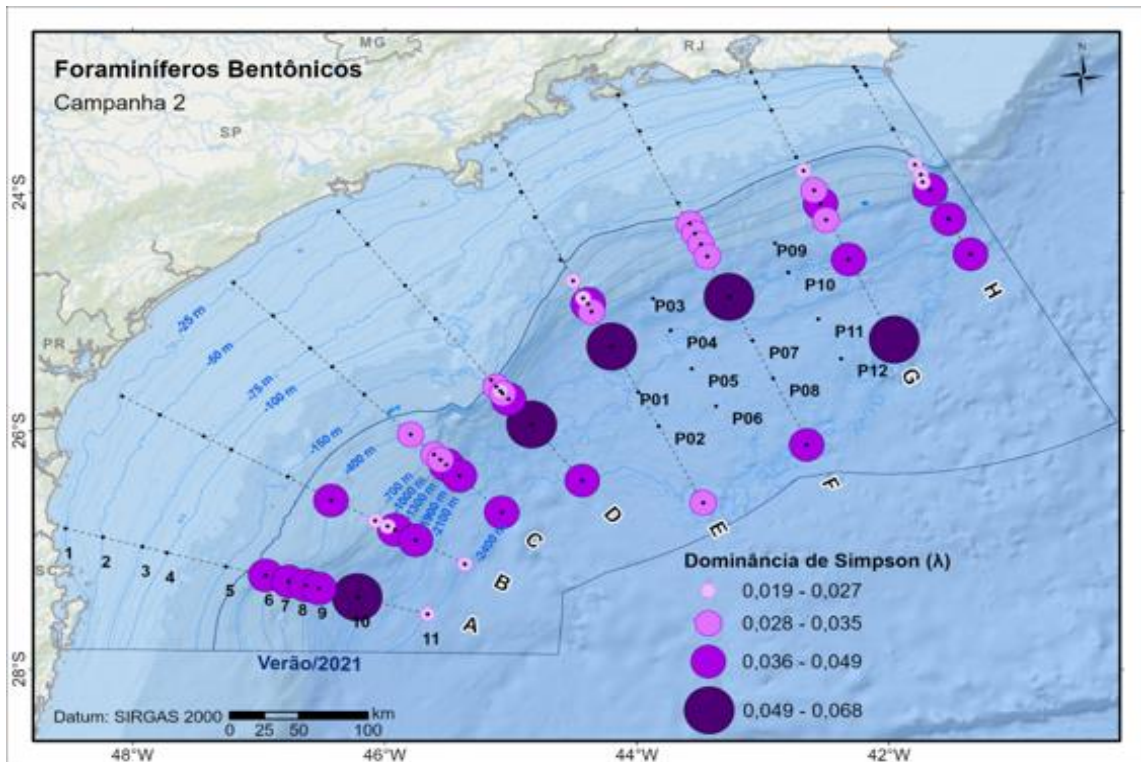 MG
RJ
N
Foraminíferos Bentônicos
Campanha 2
SP
24°S
PR
-25 m
-50 m
-75 m
-100 m
-150 m
-400 m
-700 m
-1000 m
-1300 m
-1900 m
-2100 m
-2400 m
P09
P10
P03
P04
P11
P07
P12
P05
P08
P01
P06
P02
H
G
F
E
D
C
B
A
26°S
SC
1
2
3
4
5
6
7
8
9
10
11
Verão/2021
28°S
Dominância de Simpson (λ)
0,019 - 0,027
0,028 - 0,035
0,036 - 0,049
0,049 - 0,068
Datum: SIRGAS 2000
km
0 25 50 100
48°W 46°W 44°W 42°W